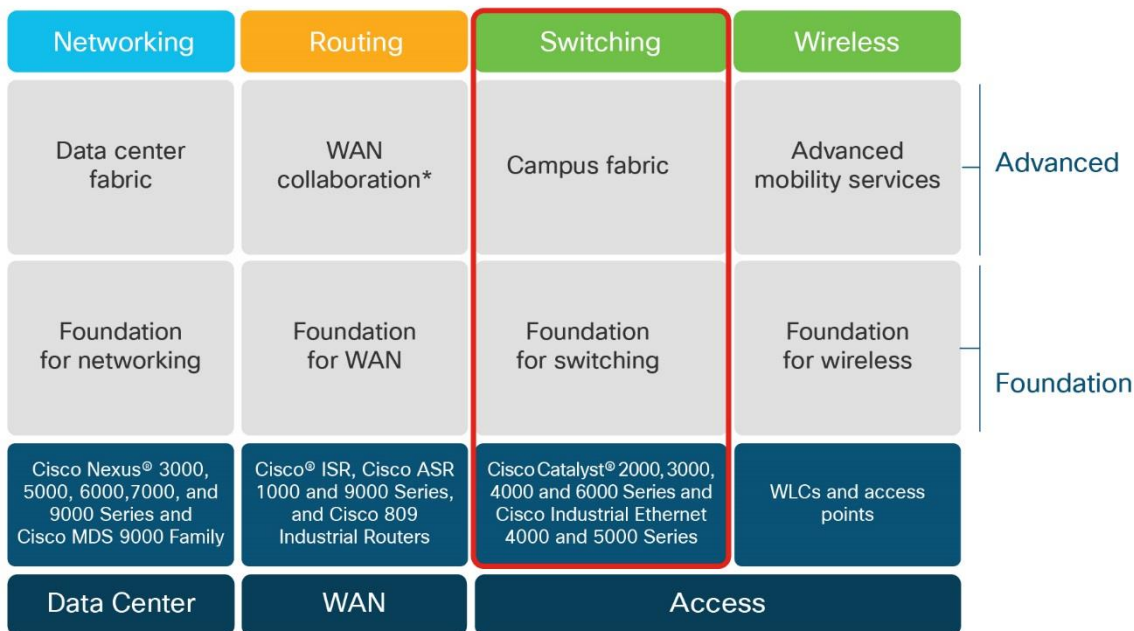 Networking
Routing
Switching
Wireless
Data center
fabric
WAN
collaboration*
Campus fabric
Advanced
mobility services
Advanced
Foundation
for networking
Foundation
for WAN
Foundation
for switching
Foundation
for wireless
Foundation
Cisco Nexus® 3000,
5000, 6000,7000, and
9000 Series and
Cisco MDS 9000 Family
Cisco® ISR, Cisco ASR
1000 and 9000 Series,
and Cisco 809
Industrial Routers
Cisco Catalyst® 2000, 3000,
4000 and 6000 Series and
Cisco Industrial Ethernet
4000 and 5000 Series
WLCs and access
points
Data Center
WAN
Access